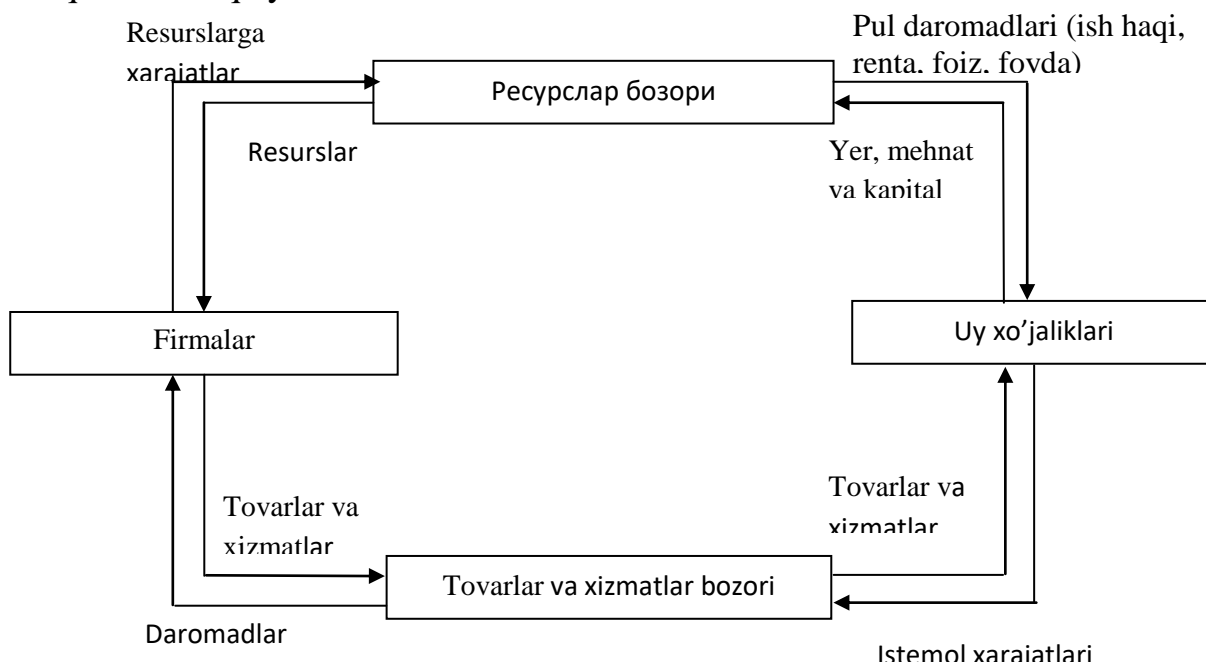 Resurslarga
xarajatlar
Pul daromadlari (ish haqi,
renta, foiz, foyda)
Ресурслар бозори
Resurslar
Yer, mehnat
va kapital
Firmalar
Uy xo’jaliklari
Tovarlar va
xizmatlar
Tovarlar va
xizmatlar
Tovarlar va xizmatlar bozori
Daromadlar
Istemol xarajatlari